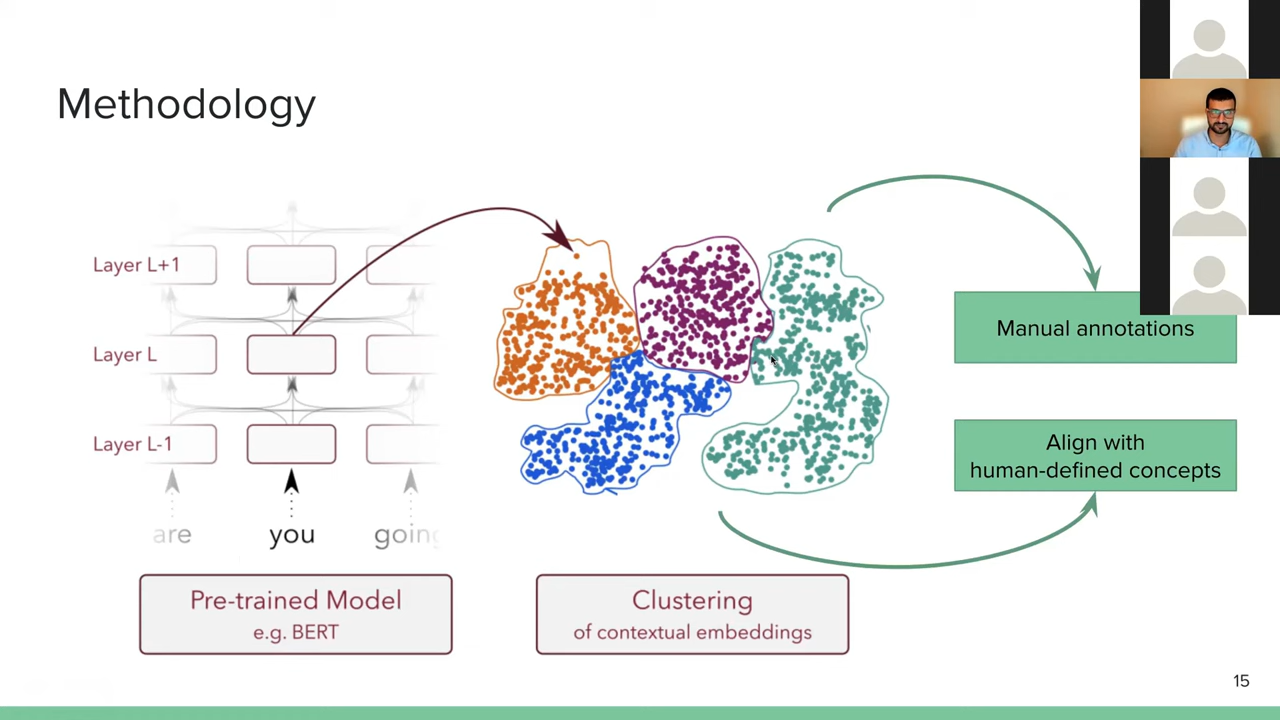 Methodology
Layer L+1
Layer L
Layer L-1
are
you
going
Pre-trained Model
e.g. BERT
Clustering
of contextual embeddings
Manual annotations
Align with
human-defined concepts
15